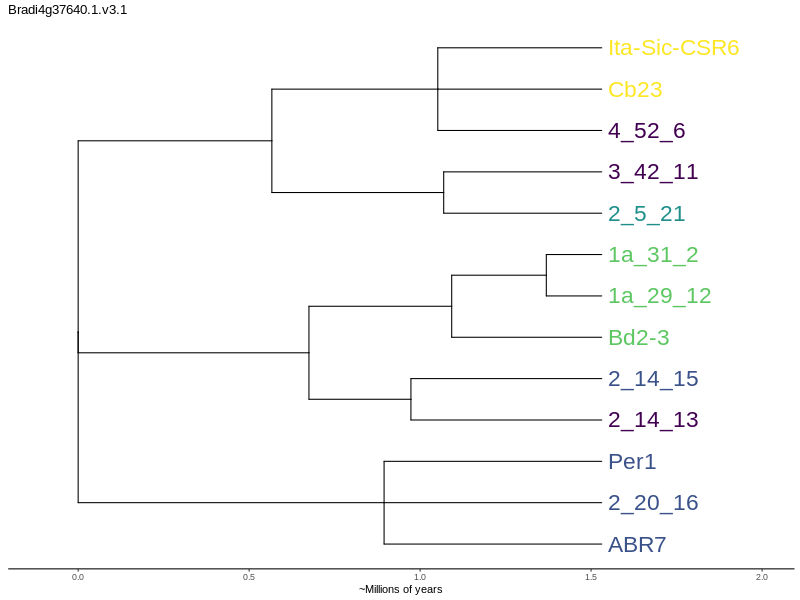 Bradi4g37640.1.v3.1
Ita-Sic-CSR6
Cb23
4_52_6
3_42_11
2_5_21
1a_31_2
1a_29_12
Bd2-3
2_14_15
2_14_13
Per1
2_20_16
ABR7
0.0 0.5 1.0 1.5 2.0
~Millions of years